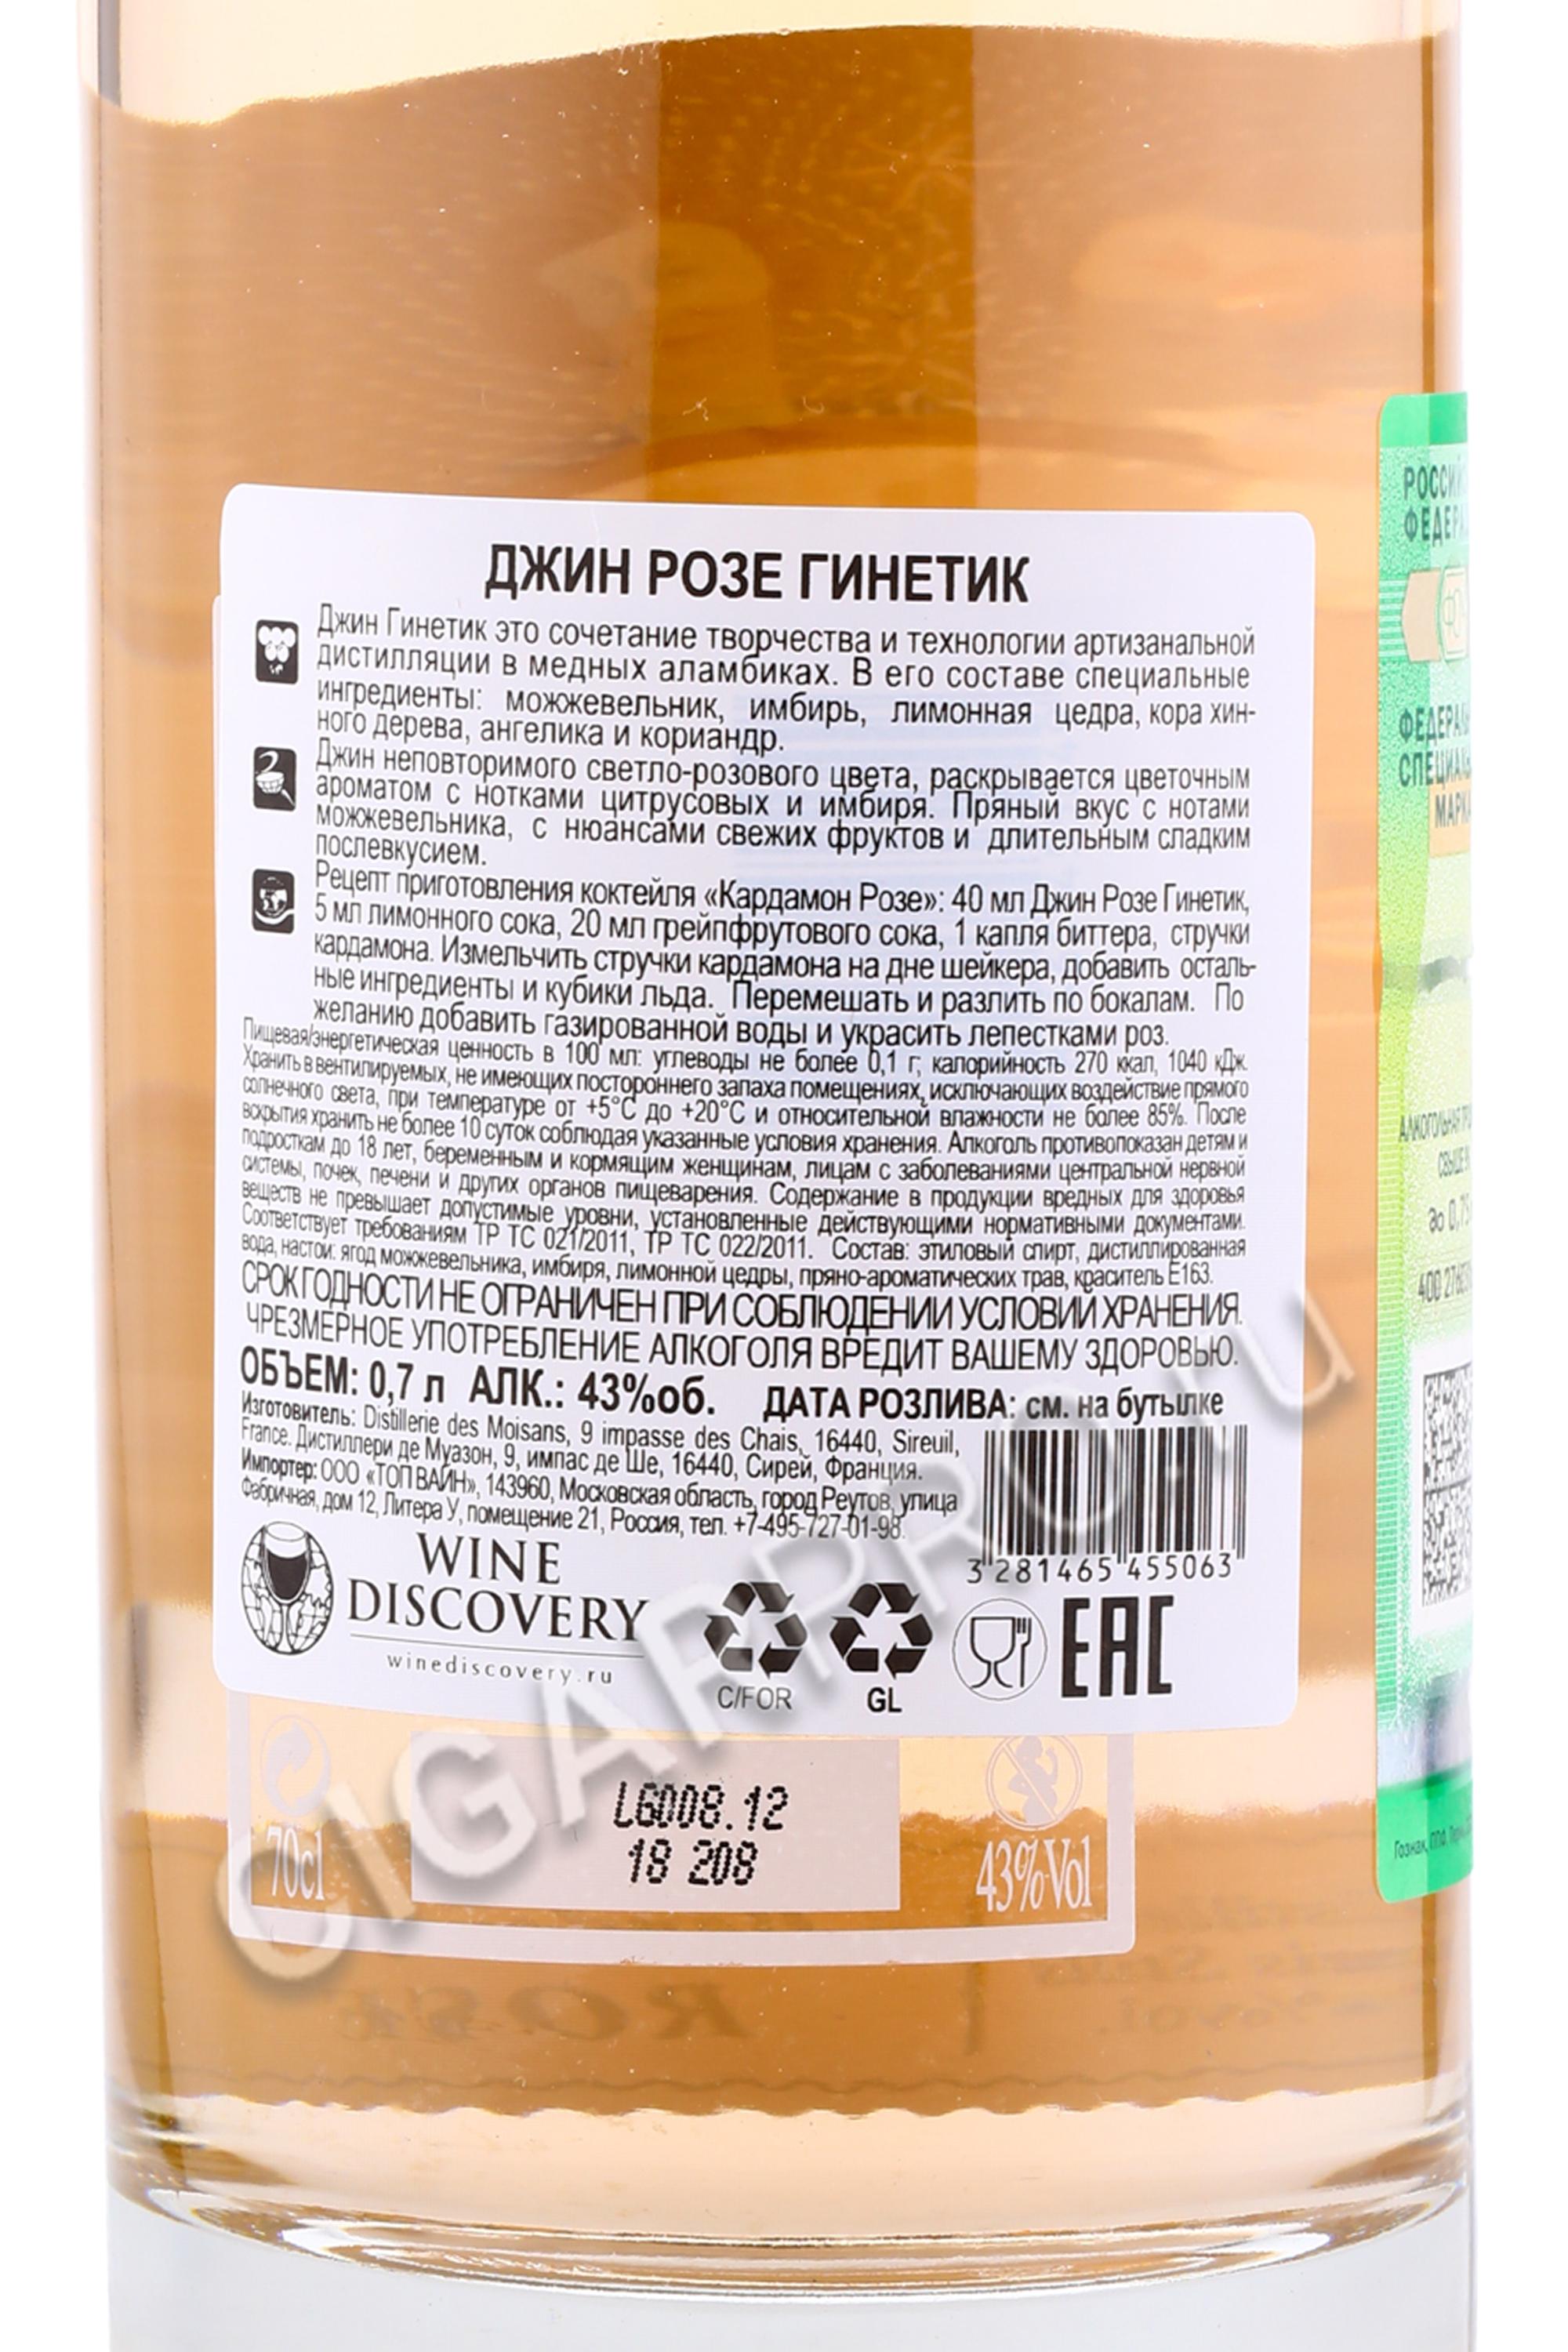 ДЖИН РОЗЕ ГИНЕТИК
Джин Гинетик это сочетание творчества и технологии артизанальной
дистилляции в медных аламбиках. В его составе специальные
ингредиенты: можжевельник, имбирь, лимонная цедра, кора хин-
ного дерева, ангелика и кориандр.
Джин неповторимого светло-розового цвета, раскрывается цветочным
ароматом с нотками цитрусовых и имбиря. Пряный вкус с нотами
можжевельника, с нюансами свежих фруктов и длительным сладким
послевкусием.
Рецепт приготовления коктейля «Кардамон Розе»: 40 мл Джин Розе Гинетик,
5 мл лимонного сока, 20 мл грейпфрутового сока, 1 капля биттера, стручки
кардамона. Измельчить стручки кардамона на дне шейкера, добавить осталь-
ные ингредиенты и кубики льда. Перемешать и разлить по бокалам. По
желанию добавить газированной воды и украсить лепестками роз.
Пищевая/энергетическая ценность в 100 мл: углеводы не более 0,1 г; калорийность 270 ккал, 1040 кДж.
Хранить в вентилируемых, не имеющих постороннего запаха помещениях, исключающих воздействие прямого
солнечного света, при температуре от +5°С до +20°С и относительной влажности не более 85%. После
вскрытия хранить не более 10 суток соблюдая указанные условия хранения. Алкоголь противопоказан детям и
подросткам до 18 лет, беременным и кормящим женщинам, лицам с заболеваниями центральной нервной
системы, почек, печени и других органов пищеварения. Содержание в продукции вредных для здоровья
веществ не превышает допустимые уровни, установленные действующими нормативными документами.
Соответствует требованиям ТР ТС 021/2011, ТР ТС 022/2011. Состав: этиловый спирт, дистиллированная
вода, настои: ягод можжевельника, имбиря, лимонной цедры, пряно-ароматических трав, краситель Е163.
СРОК ГОДНОСТИ НЕ ОГРАНИЧЕН ПРИ СОБЛЮДЕНИИ УСЛОВИЙ ХРАНЕНИЯ.
ЧРЕЗМЕРНОЕ УПОТРЕБЛЕНИЕ АЛКОГОЛЯ ВРЕДИТ ВАШЕМУ ЗДОРОВЬЮ.
ОБЪЕМ: 0,7 л АЛК.: 43%об. ДАТА РОЗЛИВА: см. на бутылке
Изготовитель: Distillerie des Moisans, 9 impasse des Chais, 16440, Sireuil,
France. Дистиллери де Муазон, 9, импас де Ше, 16440, Сирей, Франция.
Импортер: ООО «ТОП ВАЙН», 143960, Московская область, город Реутов, улица
Фабричная, дом 12, Литера У, помещение 21, Россия, тел. +7-495-727-01-98.
3 281465 455063
WINE
DISCOVERY
winediscovery.ru
C/FOR
GL
EAC
LG008.12
18 208
70cl
43%Vol
CIGARPRO.ru
РОССИЙ
ФЕДЕРА
ФЕДЕРАЛЬ
СПЕЦИАЛЬ
МАРКА